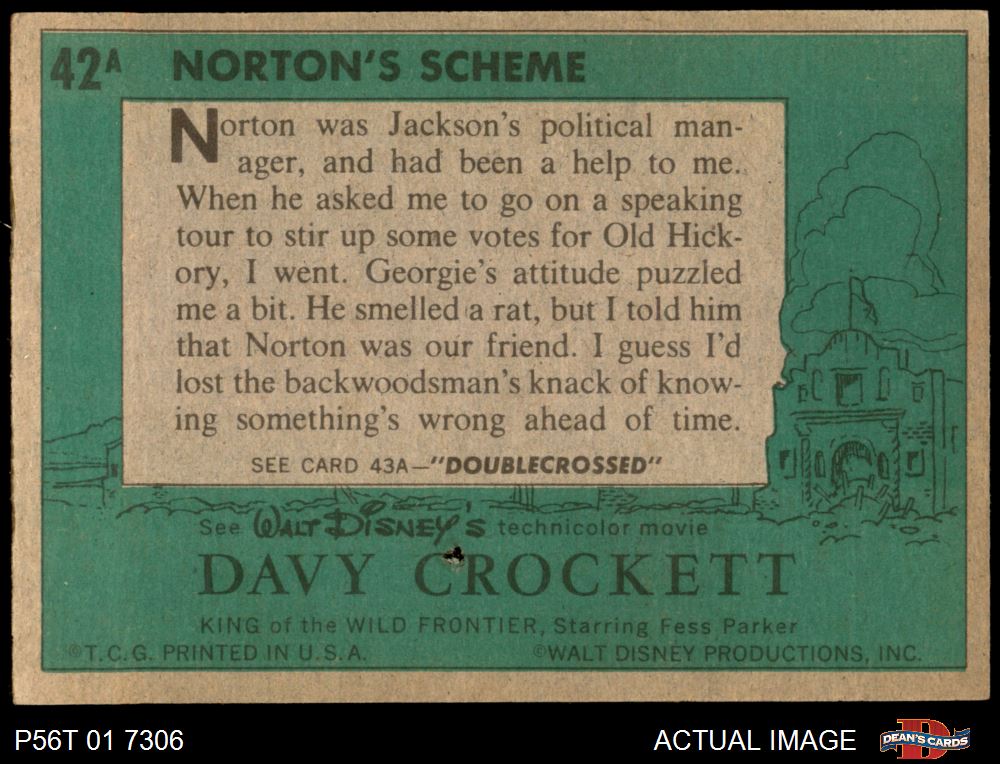 42A NORTON'S SCHEME
Norton was Jackson's political man-
ager, and had been a help to me.
When he asked me to go on a speaking
tour to stir up some votes for Old Hick-
ory, I went. Georgie's attitude puzzled
me a bit. He smelled a rat, but I told him
that Norton was our friend. I guess I'd
lost the backwoodsman's knack of know-
ing something's wrong ahead of time.
SEE CARD 43A—"DOUBLECROSSED"
See WALT DISNEY'S technicolor movie
DAVY CROCKETT
KING of the WILD FRONTIER, Starring Fess Parker
©T.C.G. PRINTED IN U.S.A. ©WALT DISNEY PRODUCTIONS, INC.
P56T 01 7306 ACTUAL IMAGE D DEAN'S CARDS